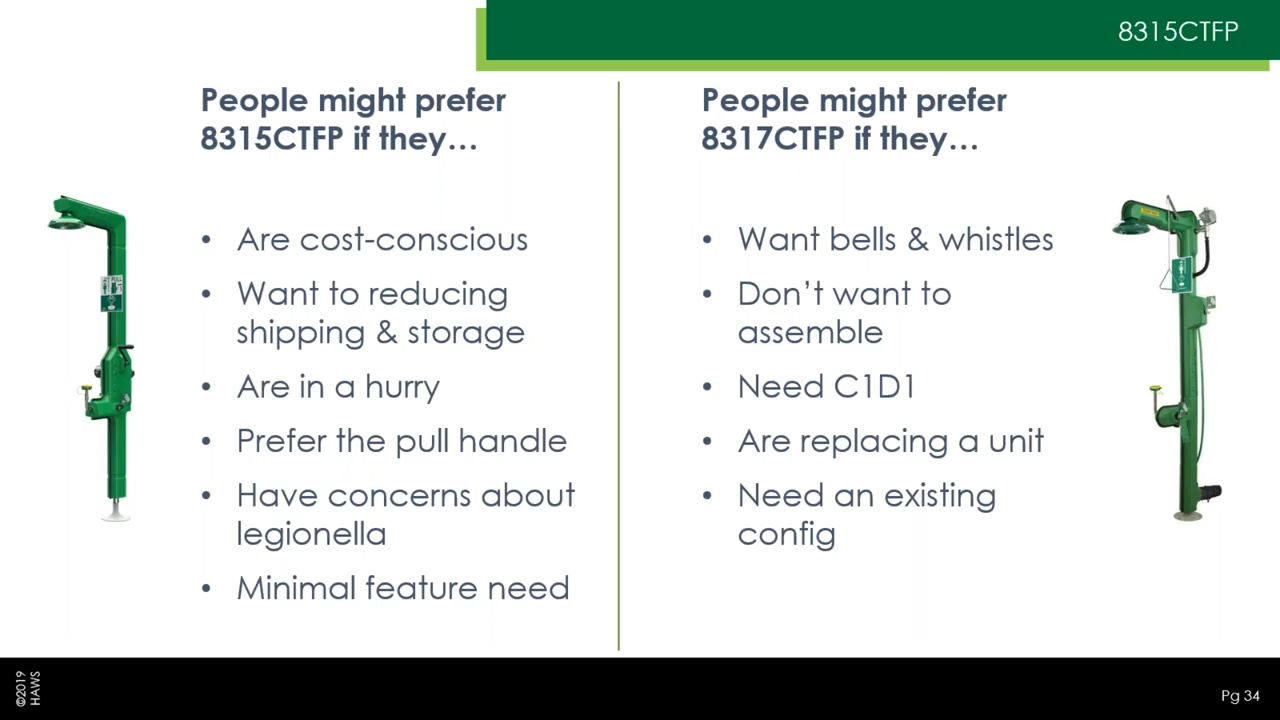 8315CTFP
People might prefer
8315CTFP if they…
• Are cost-conscious
• Want to reducing
shipping & storage
• Are in a hurry
• Prefer the pull handle
• Have concerns about
legionella
• Minimal feature need
People might prefer
8317CTFP if they…
• Want bells & whistles
• Don’t want to
assemble
• Need C1D1
• Are replacing a unit
• Need an existing
config
©2019
HAWS
Pg 34